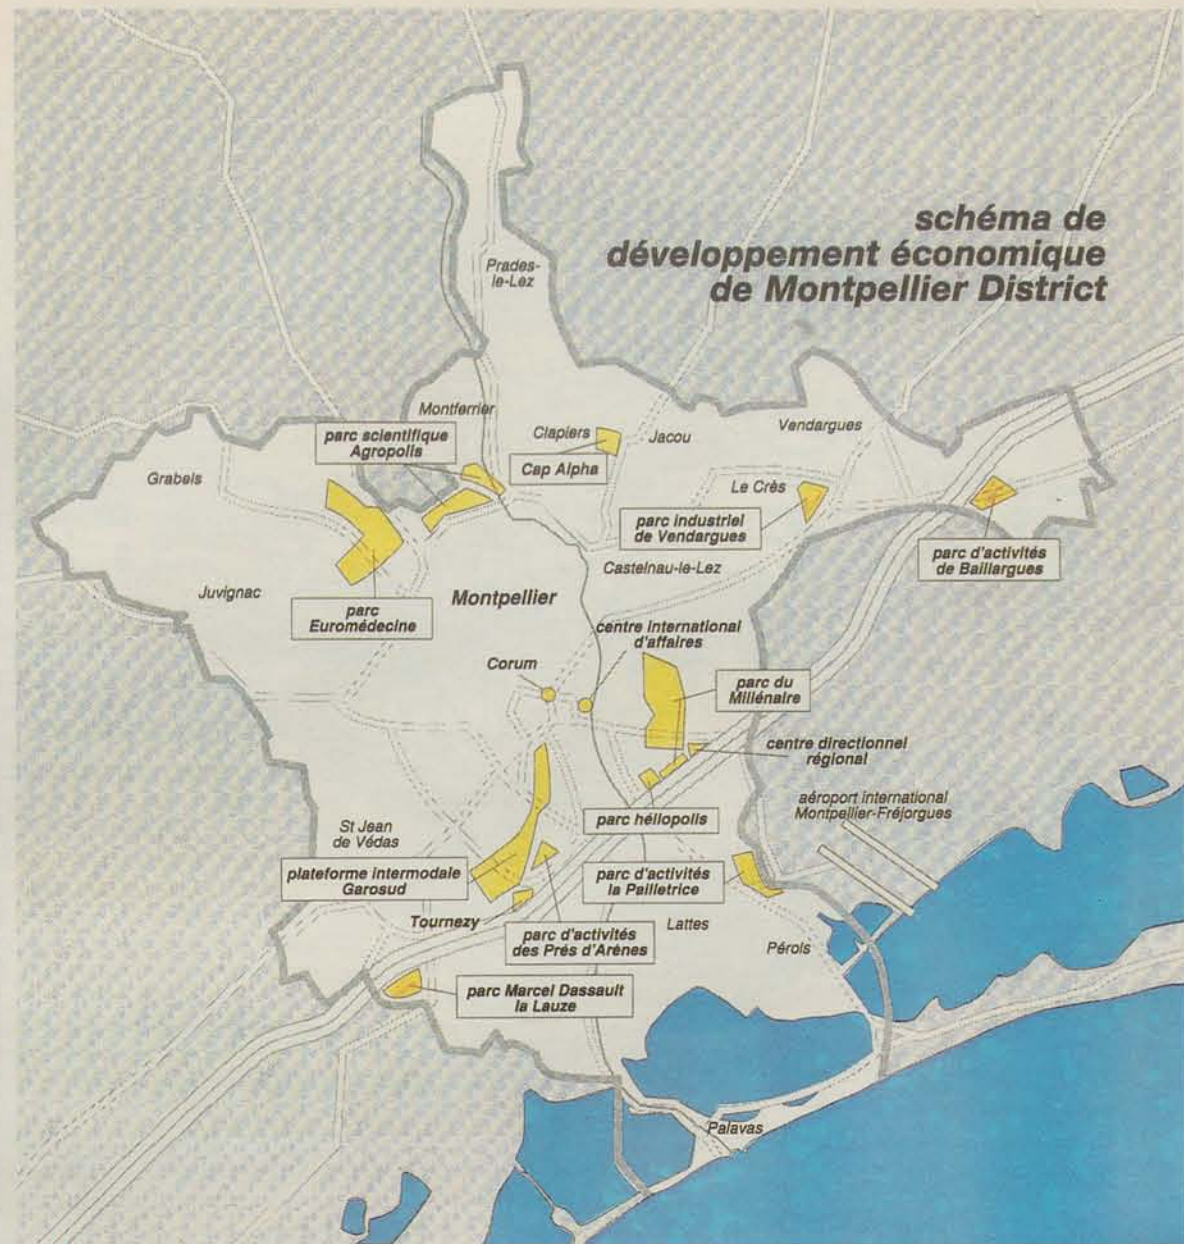 schéma de
développement économique
de Montpellier District
Prades-
le-Lez
Montferrier
parc scientifique
Agropolis
Clapiers
Jacou
Vendargues
Cap Alpha
Grabels
Le Crès
parc industriel
de Vendargues
parc d'activités
de Baillargues
Castelnau-le-Lez
Juvignac
Montpellier
parc
Euromédecine
centre international
d'affaires
Corum
parc du
Millénaire
centre directionnel
régional
aéroport international
Montpellier-Fréjorgues
parc héliopolis
St Jean
de Védas
plateforme intermodale
Garosud
parc d'activités
la Pailletrice
Tournezy
Lattes
parc d'activités
des Prés d'Arènes
Pérols
parc Marcel Dassault
la Lauze
Palavas